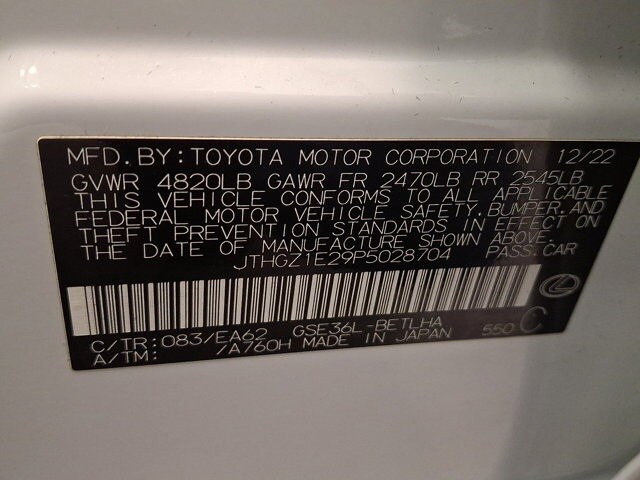 MFD. BY: TOYOTA MOTOR CORPORATION 12/22
GVWR 4820LB GAWR FR 2470LB RR 2545LB
THIS VEHICLE CONFORMS TO ALL APPLICABLE
FEDERAL MOTOR VEHICLE SAFETY, BUMPER, AND
THEFT PREVENTION STANDARDS IN EFFECT ON
THE DATE OF MANUFACTURE SHOWN ABOVE.
JTHGZ1E29P5028704 PASS. CAR
C/TR: 083/EA62 GSE36L-BETLHA 550 C
A/TM: /A760H MADE IN JAPAN